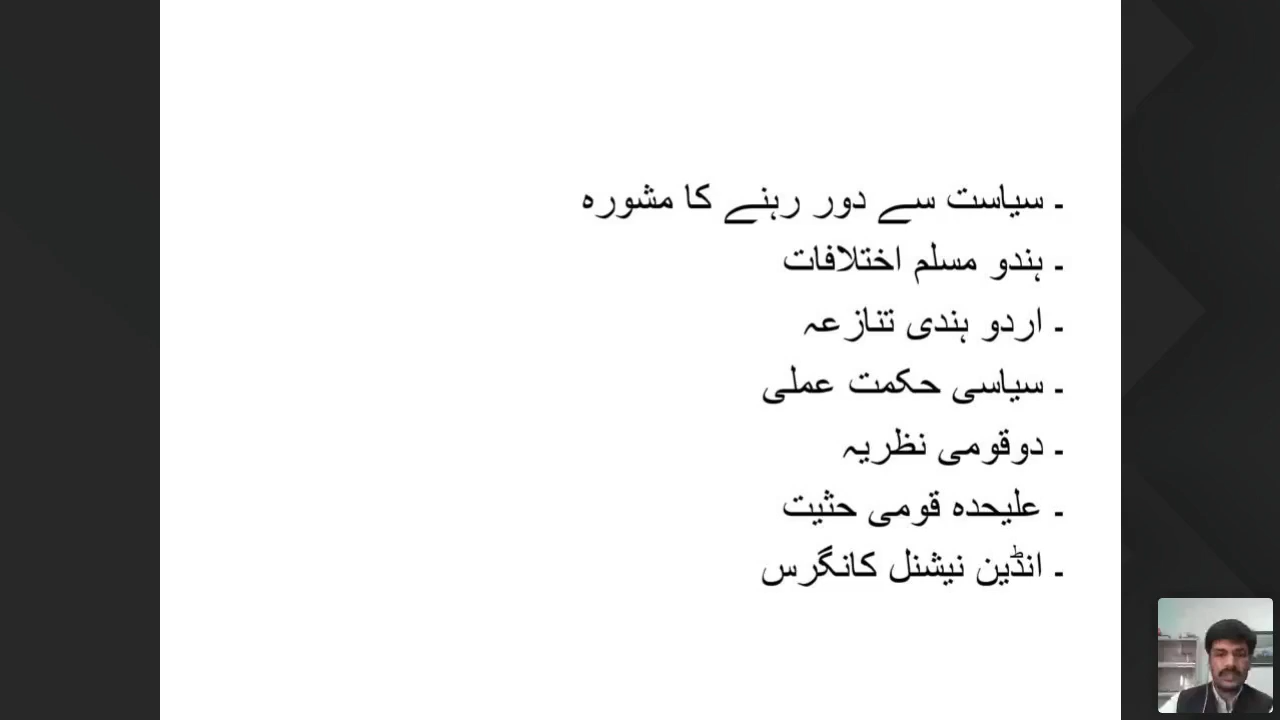 ۔ سیاست سے دور رہنے کا مشورہ
۔ ہندو مسلم اختلافات
۔ اردو ہندی تنازعہ
۔ سیاسی حکمت عملی
۔ دوقومی نظریہ
۔ علیحدہ قومی حثیت
۔ انڈین نیشنل کانگرس